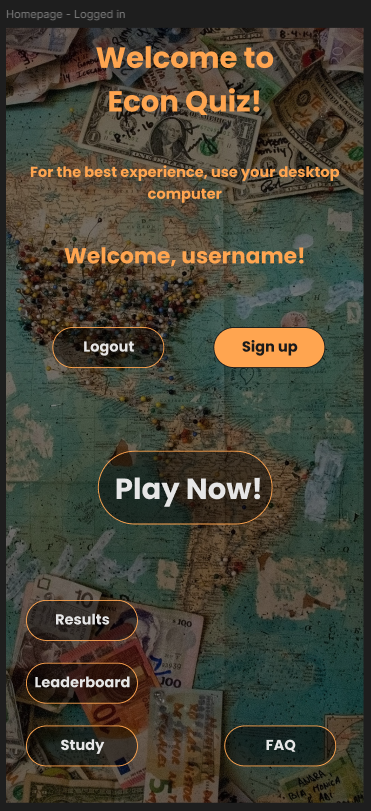 Homepage - Logged in
Welcome to
Econ Quiz!
For the best experience, use your desktop
computer
Welcome, username!
Logout
Sign up
Play Now!
Results
Leaderboard
Study
FAQ